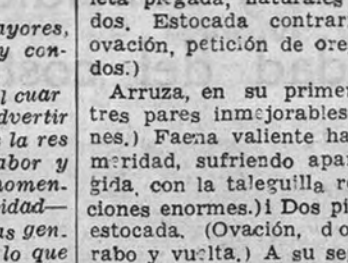 ayores,
y con-
l cuar
dvertir
e la res
abor y
nomen-
idad—
as gen.
lo que
leta plegada, naturales
dos. Estocada contrar
ovación, petición de ore
dos.)
Arruza, en su primer
tres pares inmejorables
nes.) Faena valiente ha
meridad, sufriendo apar
gida, con la taleguilla r
ciones enormes.)i Dos pi
estocada. (Ovación, d o
rabo y vuelta.) A su se